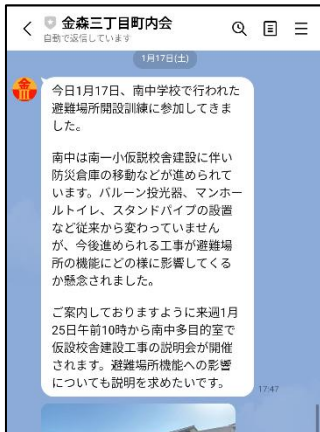 金森三丁目町内会
自動で返信しています
1月17日(土)
今日1月17日、南中学校で行われた
避難場所開設訓練に参加してきま
した。
南中は南一小仮説校舎建設に伴い
防災倉庫の移動などが進められて
います。バルーン投光器、マンホー
ルトイレ、スタンドパイプの設置
など従来から変わっていません
が、今後進められる工事が避難場
所の機能にどの様に影響してくる
か懸念されました。
ご案内しておりますように来週1月
25日午前10時から南中多目的室で
仮設校舎建設工事の説明会が開催
されます。避難場所機能への影響
についても説明を求めたいです。
17:47